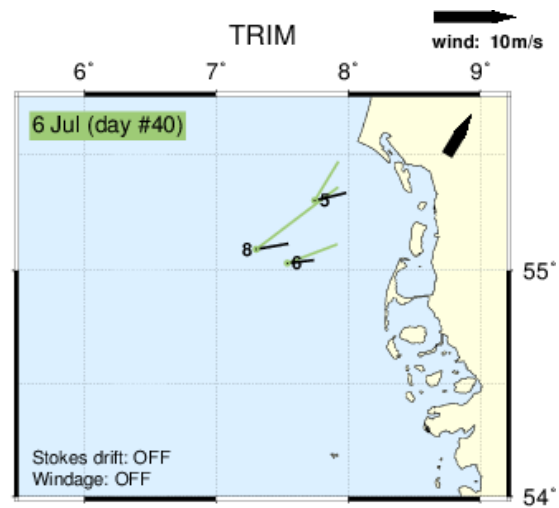 TRIM
wind: 10m/s
6˚ 7˚ 8˚ 9˚
6 Jul (day #40)
5
8
6
55˚
Stokes drift: OFF
Windage: OFF
54˚